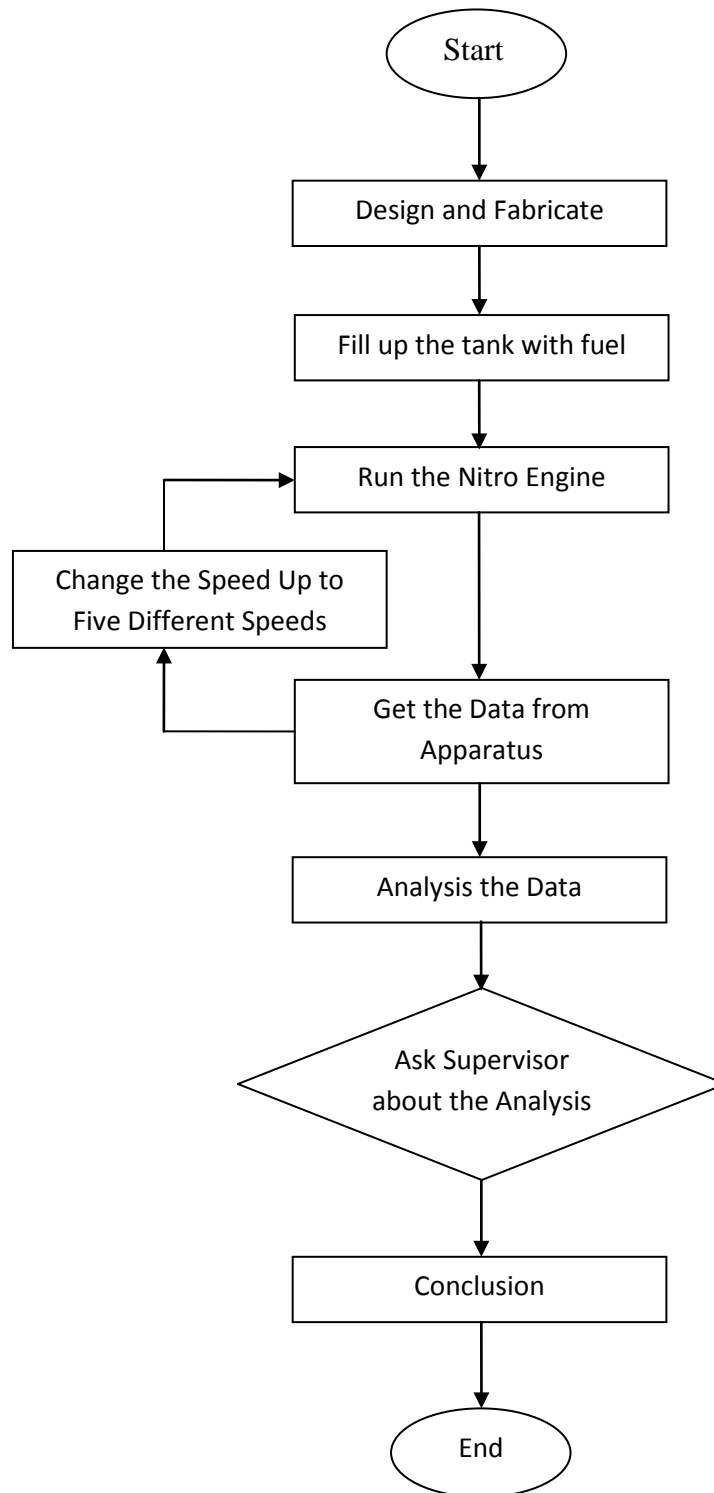 Start
Design and Fabricate
Fill up the tank with fuel
Run the Nitro Engine
Change the Speed Up to
Five Different Speeds
Get the Data from
Apparatus
Analysis the Data
Ask Supervisor
about the Analysis
Conclusion
End